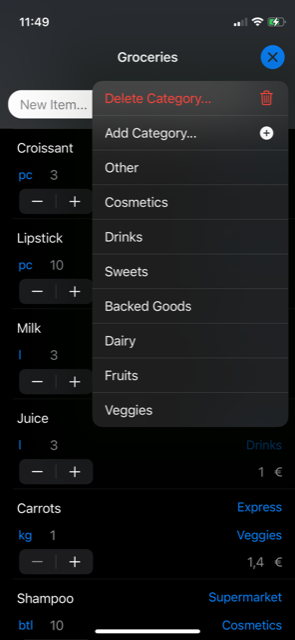 11:49
Groceries
New Item...
Delete Category...
Add Category...
Other
Cosmetics
Drinks
Sweets
Backed Goods
Dairy
Fruits
Veggies
Croissant
pc 3
− +
Lipstick
pc 10
− +
Milk
l 3
− +
Juice
l 3 Drinks
− + 1 €
Carrots Express
kg 1 Veggies
− + 1,4 €
Shampoo Supermarket
btl 10 Cosmetics